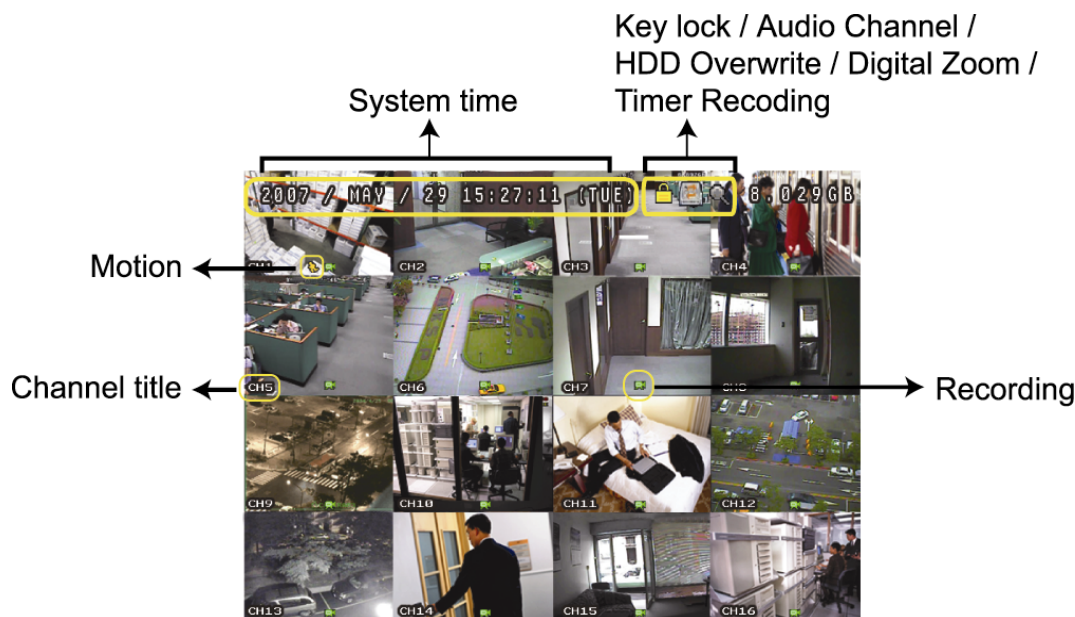 Key lock / Audio Channel /
HDD Overwrite / Digital Zoom /
Timer Recoding
System time
2007 / MAY / 29 15:27:11 (TUE) 8.029GB
Motion
CH1 CH2 CH3 CH4
Channel title
CH5 CH6 CH7 CH8
Recording
CH9 CH10 CH11 CH12
CH13 CH14 CH15 CH16